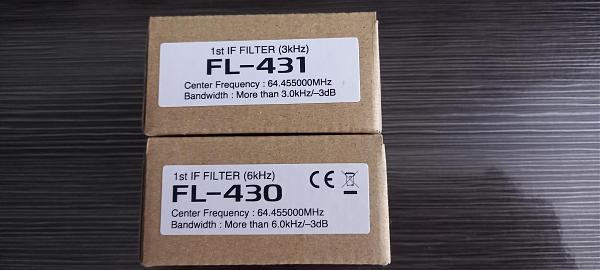 1st IF FILTER (3kHz)
FL-431
Center Frequency : 64.455000MHz
Bandwidth : More than 3.0kHz/-3dB
1st IF FILTER (6kHz)
FL-430
Center Frequency : 64.455000MHz
Bandwidth : More than 6.0kHz/-3dB
CE